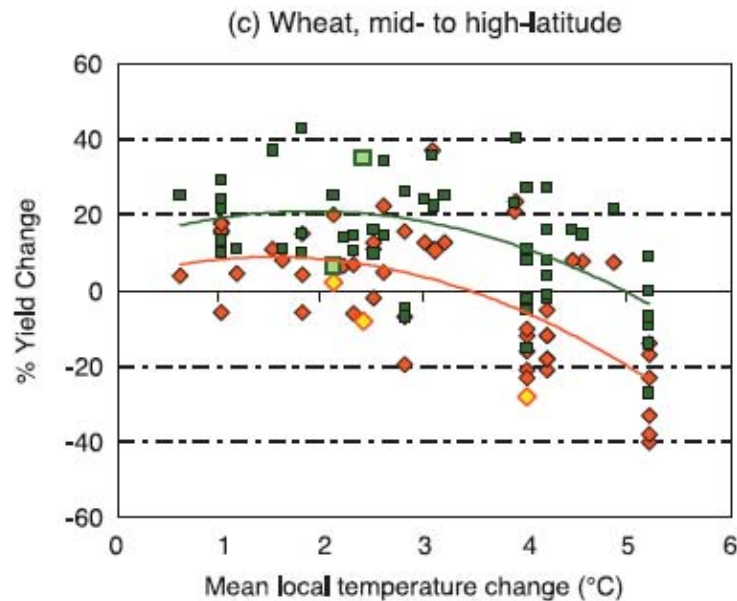 (c) Wheat, mid- to high-latitude
60
40
20
0
-20
-40
-60
% Yield Change
0 1 2 3 4 5 6
Mean local temperature change (°C)